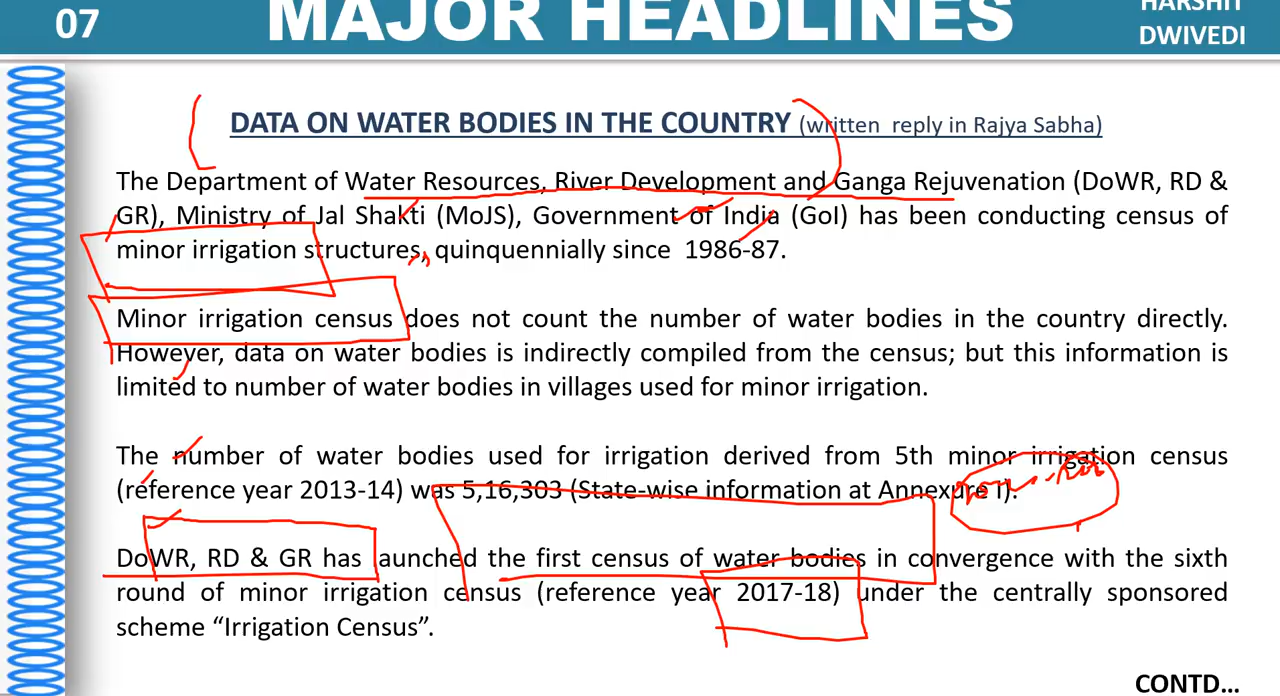 07
MAJOR HEADLINES
HARSHIT
DWIVEDI
DATA ON WATER BODIES IN THE COUNTRY (written reply in Rajya Sabha)
The Department of Water Resources, River Development and Ganga Rejuvenation (DoWR, RD &
GR), Ministry of Jal Shakti (MoJS), Government of India (GoI) has been conducting census of
minor irrigation structures, quinquennially since 1986-87.
Minor irrigation census does not count the number of water bodies in the country directly.
However, data on water bodies is indirectly compiled from the census; but this information is
limited to number of water bodies in villages used for minor irrigation.
The number of water bodies used for irrigation derived from 5th minor irrigation census
(reference year 2013-14) was 5,16,303 (State-wise information at Annexure I).
DoWR, RD & GR has launched the first census of water bodies in convergence with the sixth
round of minor irrigation census (reference year 2017-18) under the centrally sponsored
scheme “Irrigation Census”.
CONTD...